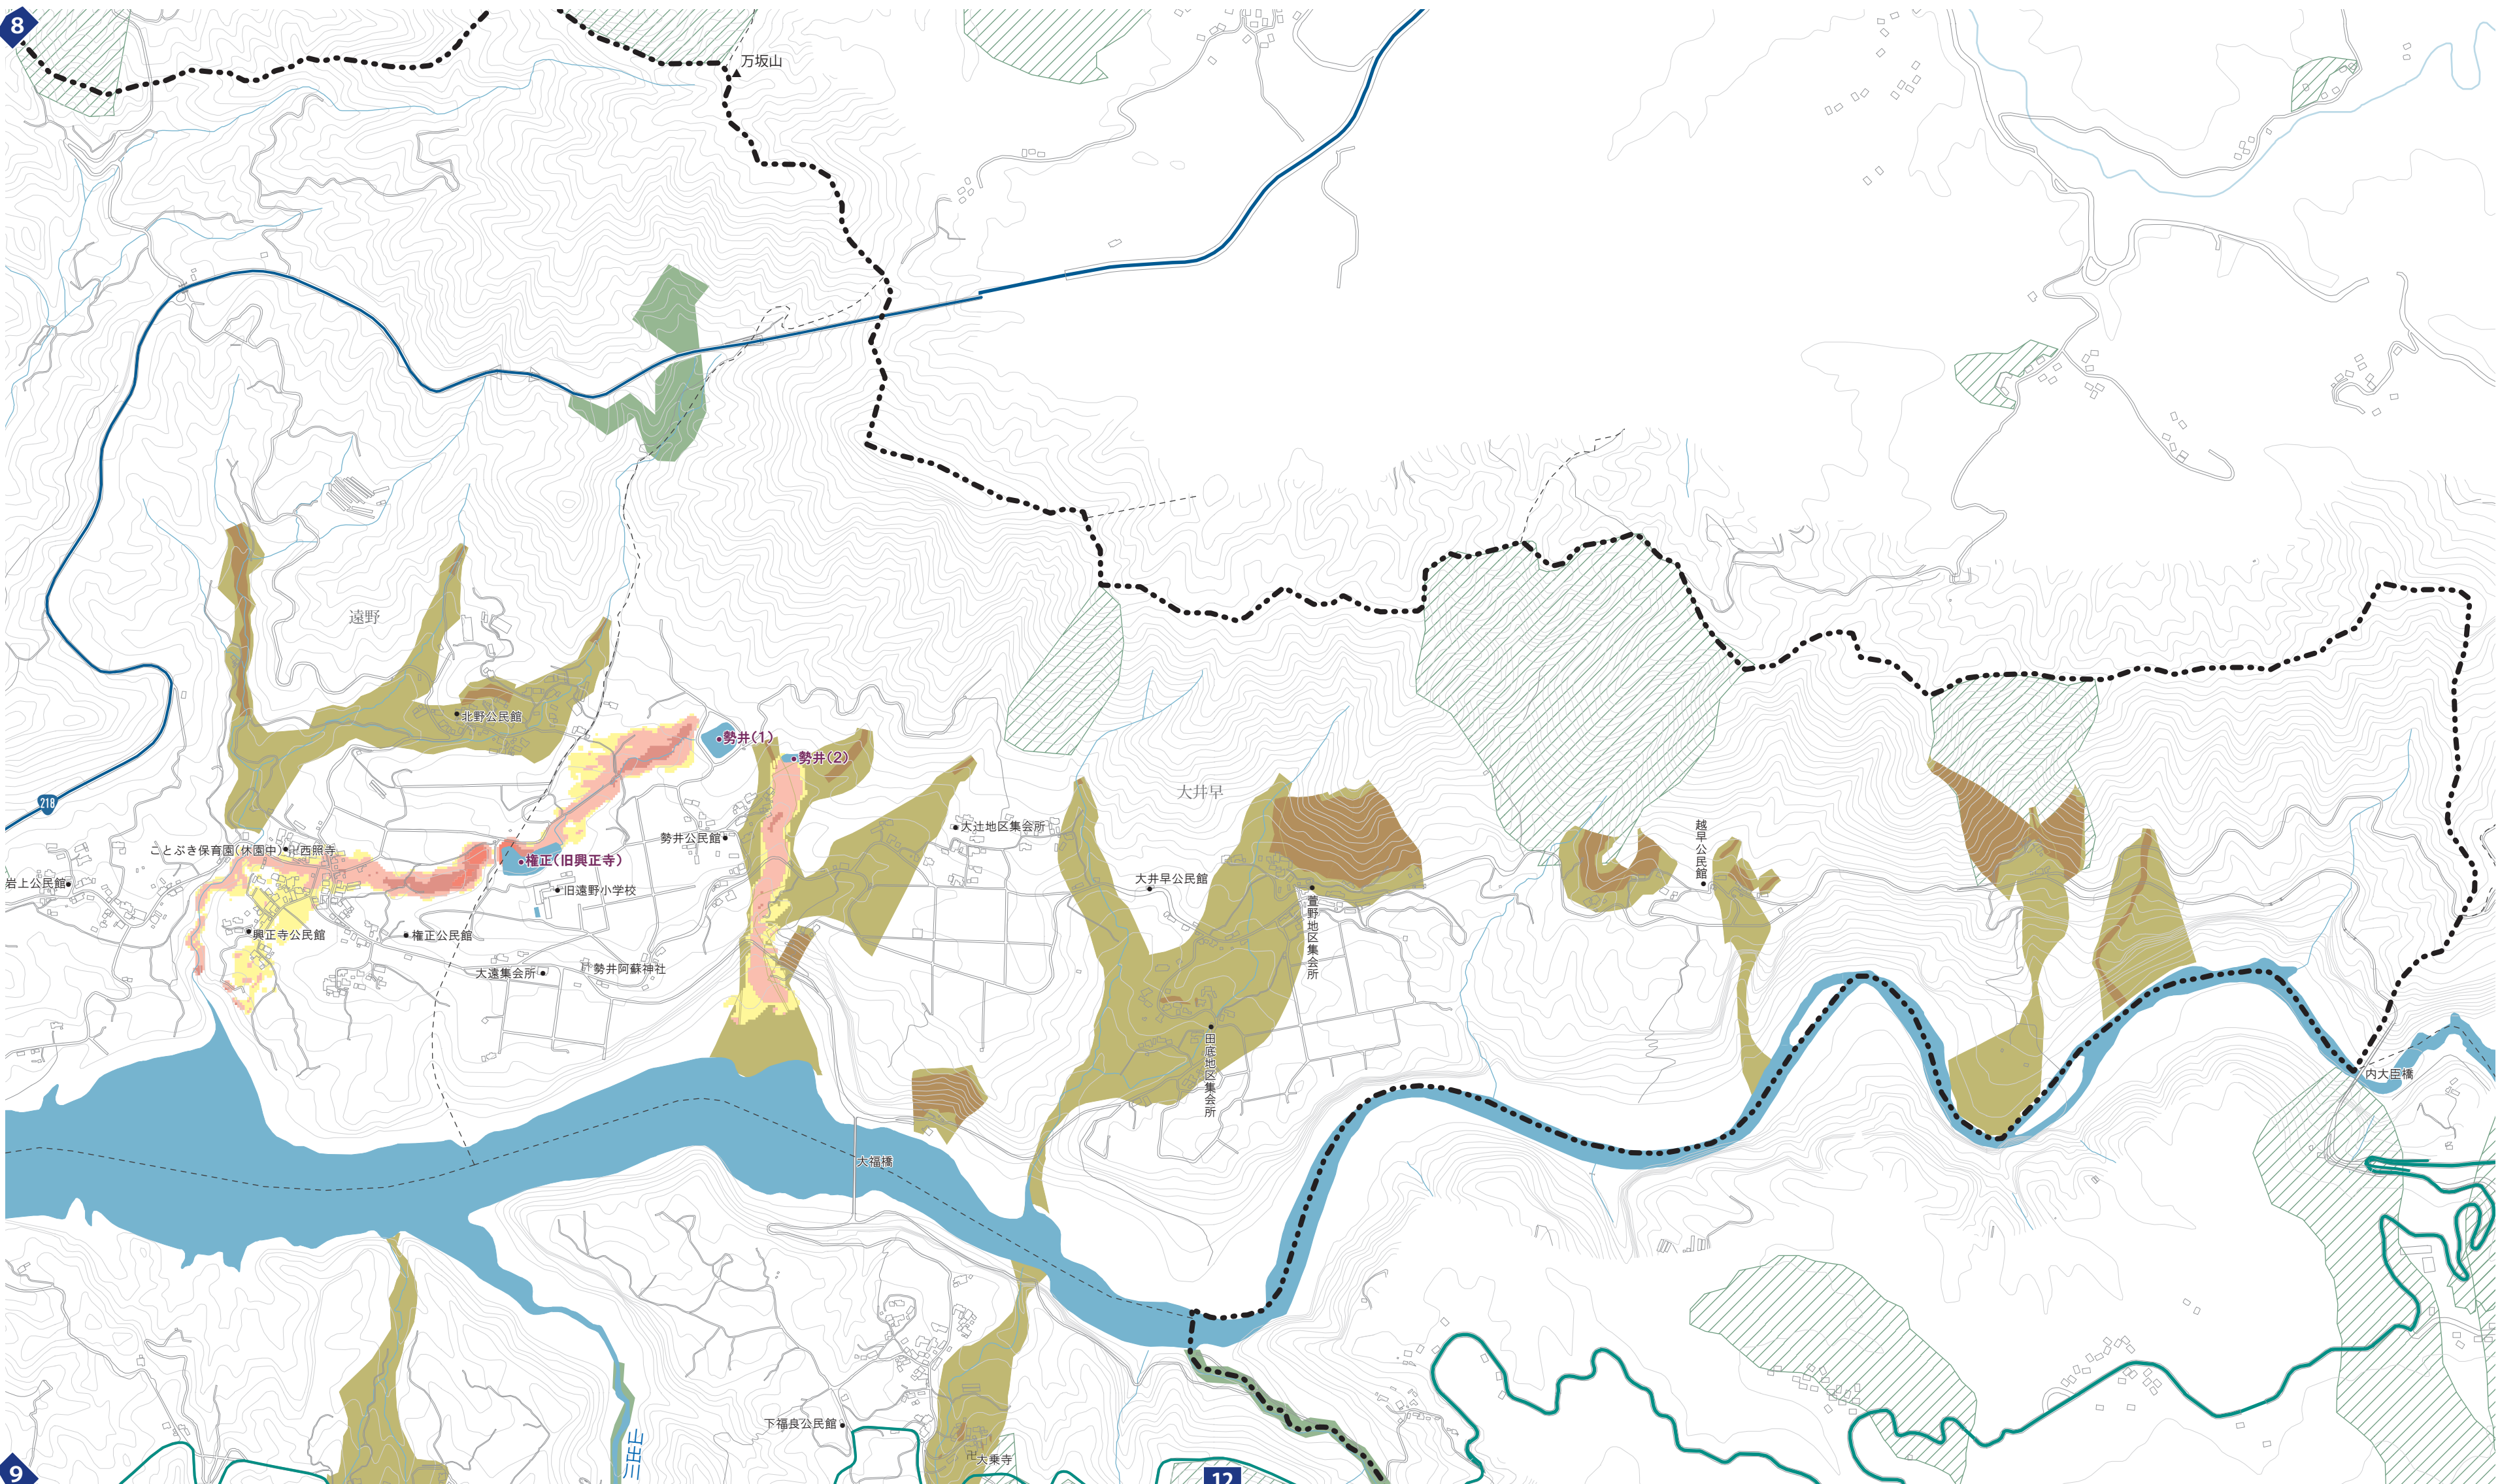 8
万坂山
遠野
北野公民館
勢井(1)
勢井(2)
218
大井早
大辻地区集会所
越早公民館
勢井公民館
ことぶき保育園(休園中)
卍西照寺
権正(旧興正寺)
岩上公民館
旧遠野小学校
大井早公民館
萱野地区集会所
興正寺公民館
権正公民館
大遠集会所
勢井阿蘇神社
田底地区集会所
内大臣橋
大福橋
下福良公民館
卍大乗寺
9
12